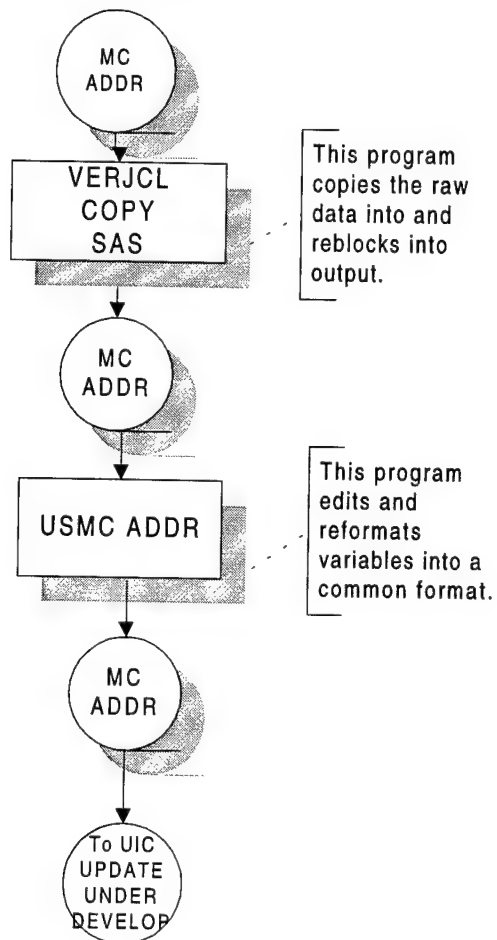 MC
ADDR
VERJCL
COPY
SAS
This program
copies the raw
data into and
reblocks into
output.
MC
ADDR
USMC ADDR
This program
edits and
reformats
variables into a
common format.
MC
ADDR
To UIC
UPDATE
UNDER
DEVELOP